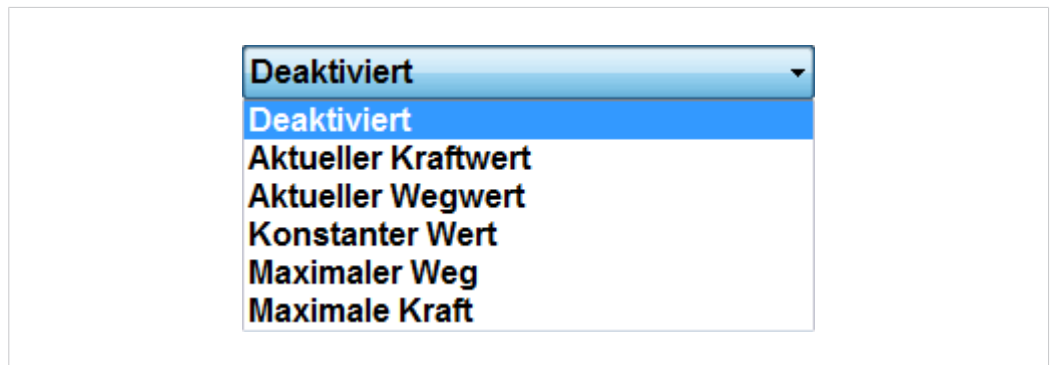 Deaktiviert
Deaktiviert
Aktueller Kraftwert
Aktueller Wegwert
Konstanter Wert
Maximaler Weg
Maximale Kraft